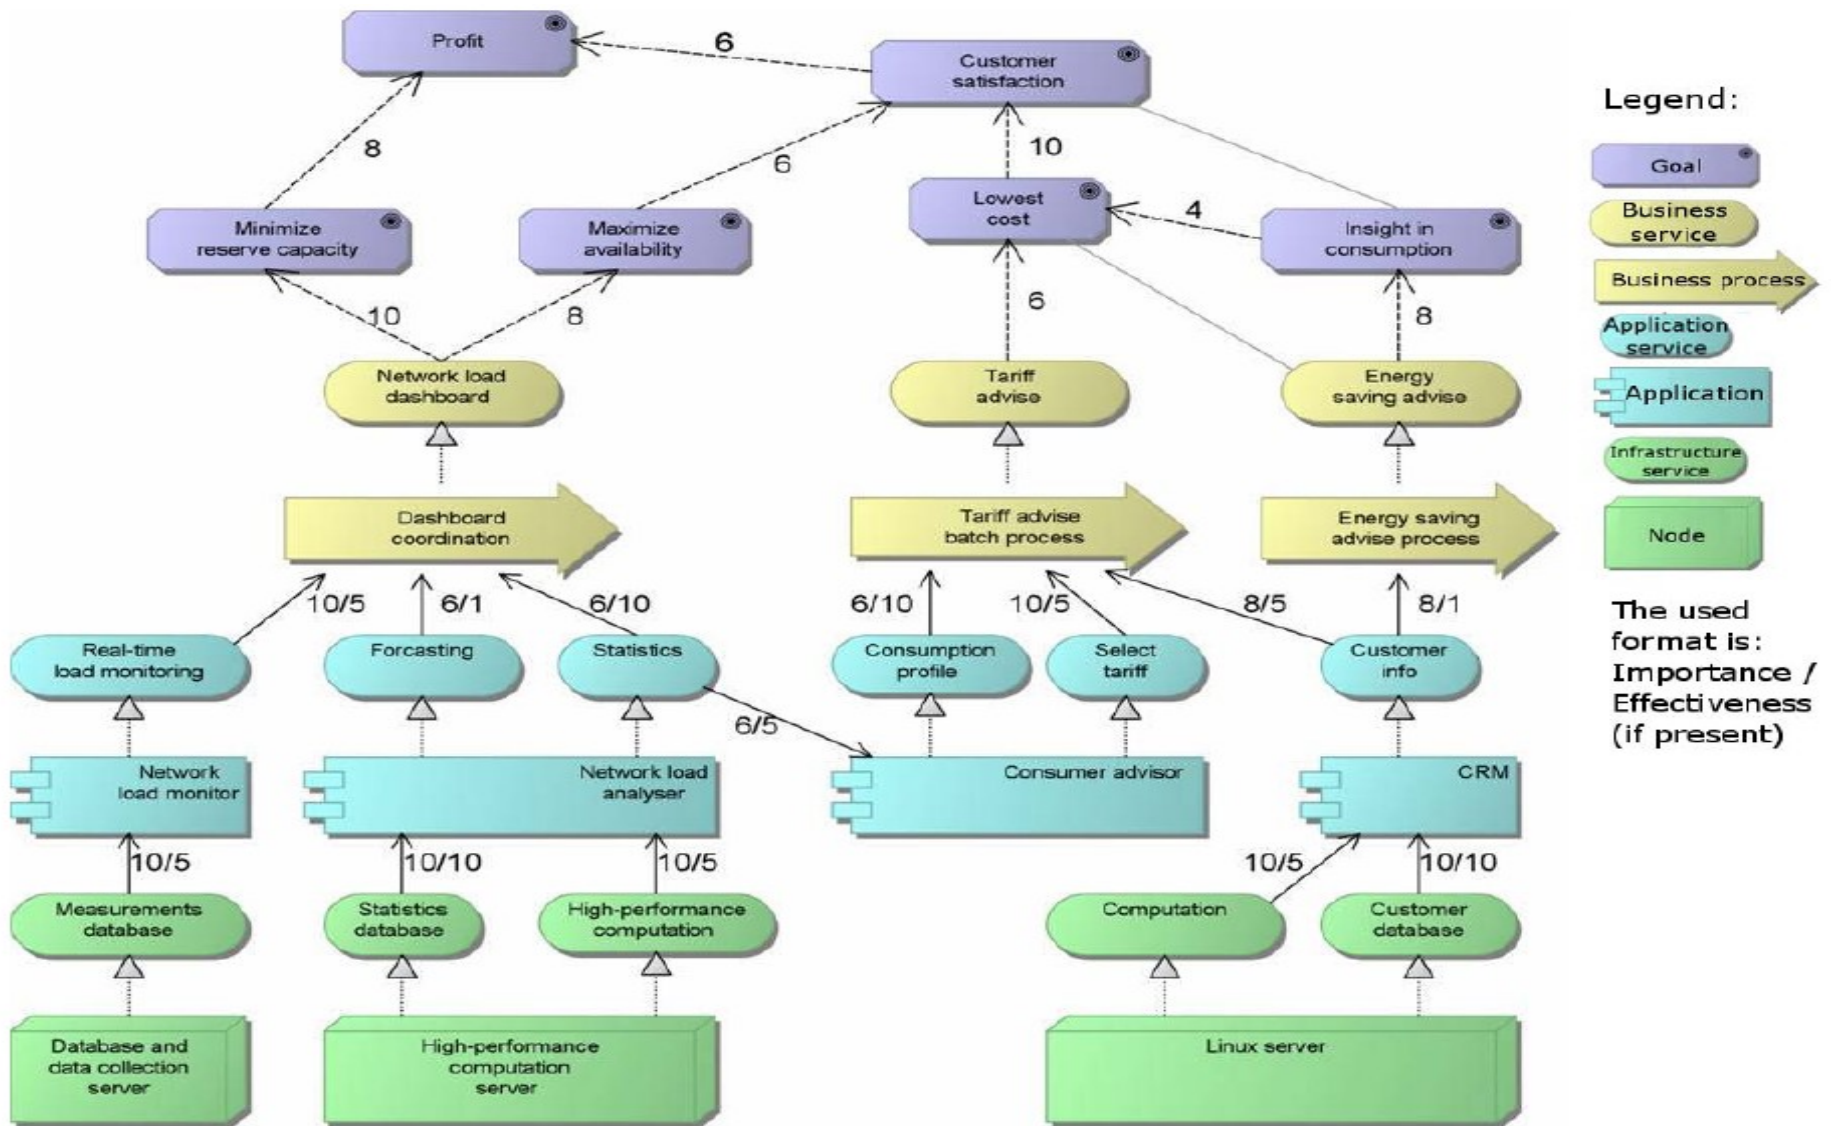 Profit
6
Customer
satisfaction
8
6
10
Minimize
reserve capacity
Maximize
availability
Lowest
cost
4
Insight in
consumption
10
8
6
8
Network load
dashboard
Tariff
advise
Energy
saving advise
Dashboard
coordination
Tariff advise
batch process
Energy saving
advise process
10/5
6/1
6/10
6/10
10/5
8/5
8/1
Real-time
load monitoring
Forcasting
Statistics
Consumption
profile
Select
tariff
Customer
info
6/5
Network
load monitor
Network load
analyser
Consumer advisor
CRM
10/5
10/10
10/5
10/5
10/10
Measurements
database
Statistics
database
High-performance
computation
Computation
Customer
database
Database and
data collection
server
High-performance
computation
server
Linux server
Legend:
Goal
Business
service
Business process
Application
service
Application
Infrastructure
service
Node
The used
format is:
Importance /
Effectiveness
(if present)